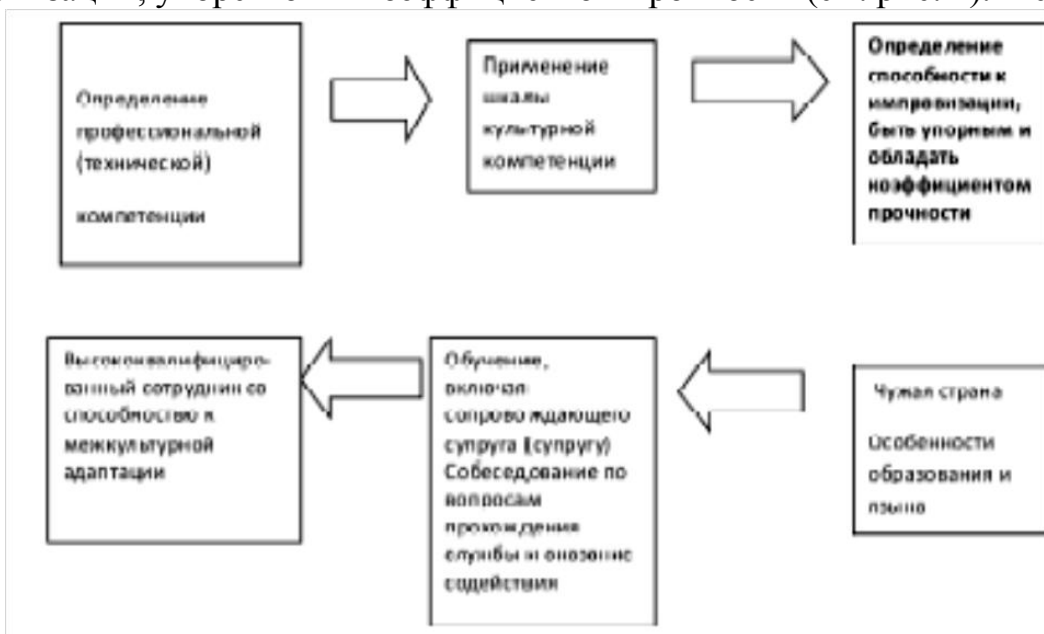 Определение
профессиональной
(технической)
компетенции
Применение
шкалы
культурной
компетенции
Определение
способности к
импровизации,
быть упорным и
обладать
коэффициентом
прочности
Высококвалифициро-
ванный сотрудник со
способностью к
межкультурной
адаптации
Обучение,
включая
сопровождающего
супруга (супругу)
Собеседование по
вопросам
прохождения
службы и оказание
содействия
Чужая страна
Особенности
образования и
языка